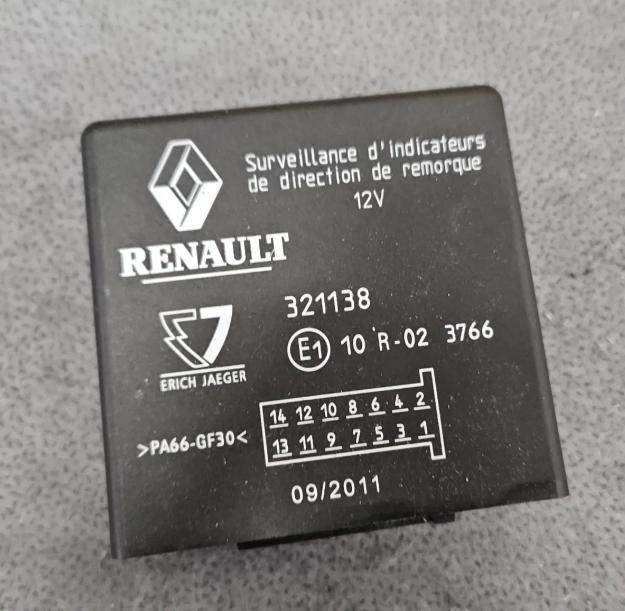 Surveillance d'indicateurs
de direction de remorque
12V
RENAULT
321138
E1 10 R-02 3766
ERICH JAEGER
14 12 10 8 6 4 2
>PA66-GF30<
13 11 9 7 5 3 1
09/2011